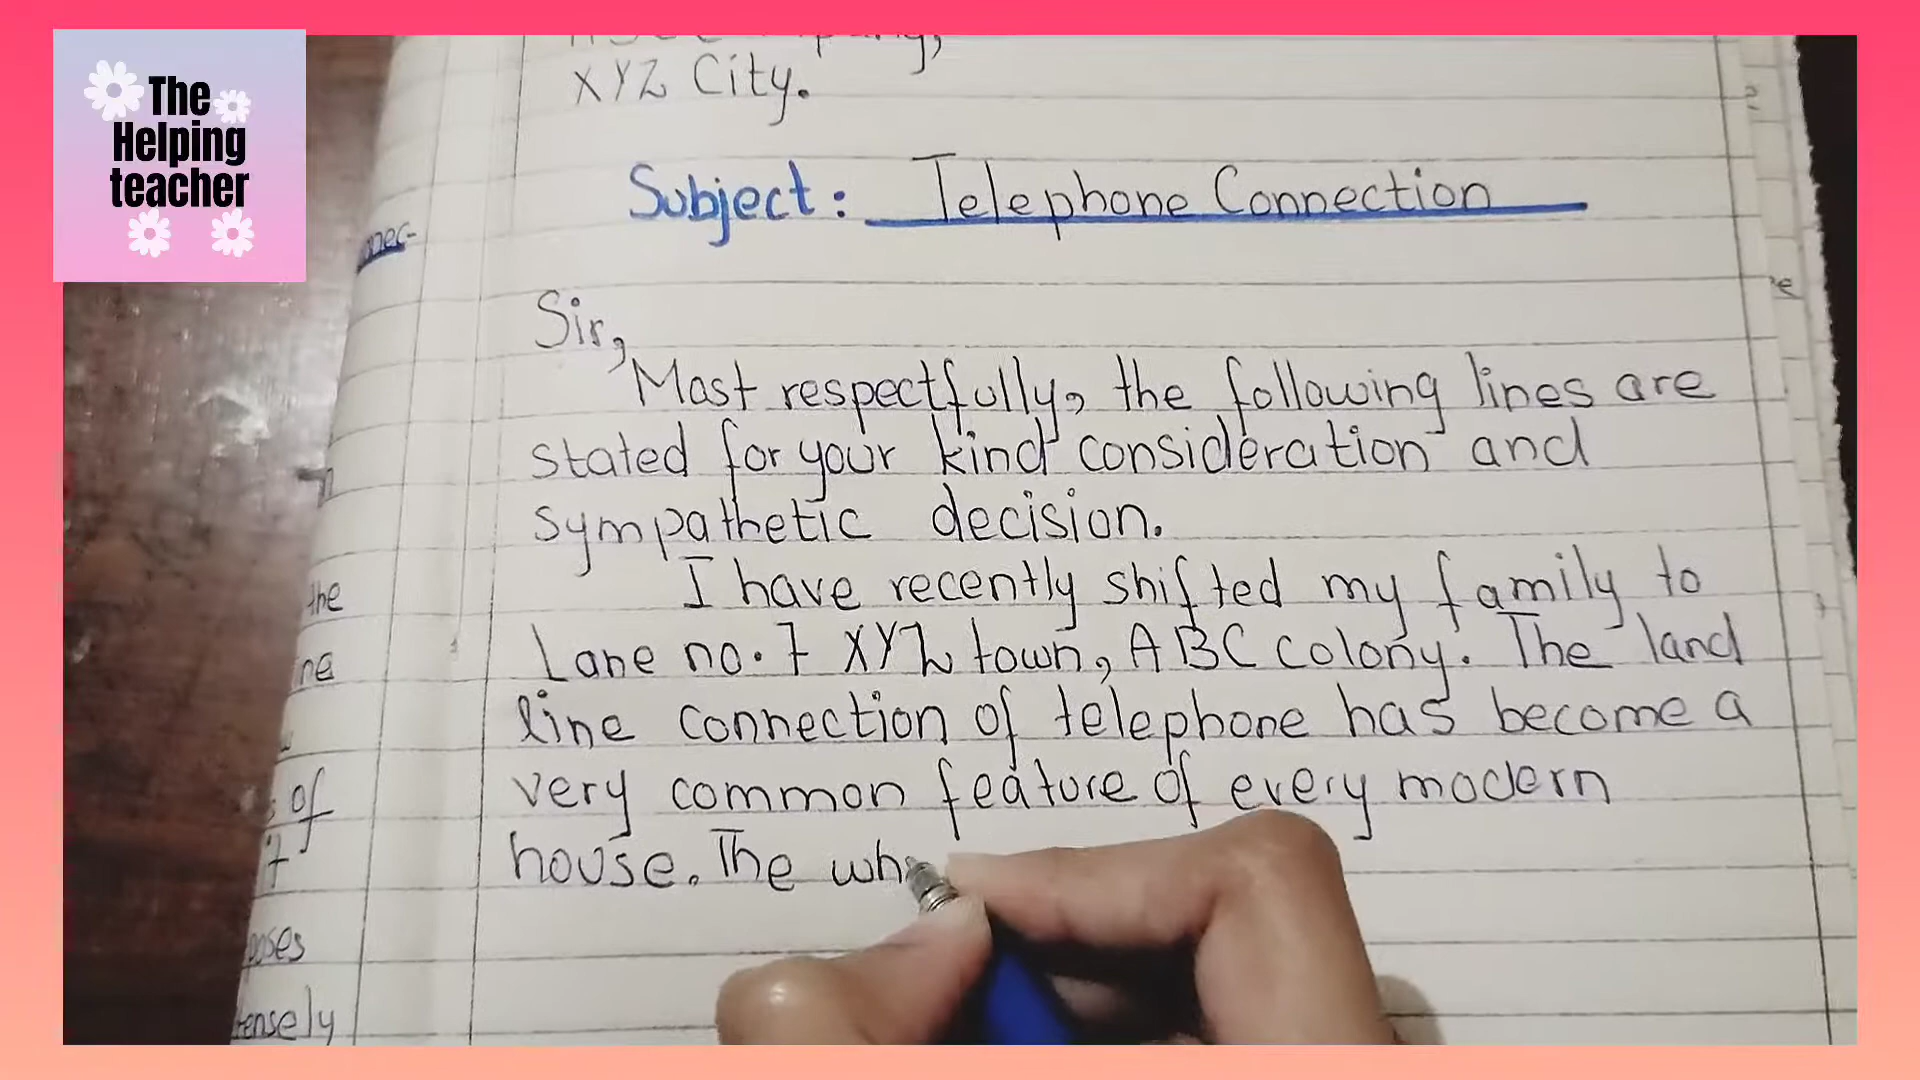 The
Helping
teacher
XYZ City.
Subject: Telephone Connection
Sir,
Most respectfully, the following lines are
stated for your kind consideration and
sympathetic decision.
I have recently shifted my family to
Lane no. 7 XYZ town, ABC colony. The land
line connection of telephone has become a
very common feature of every modern
house. The
the
of